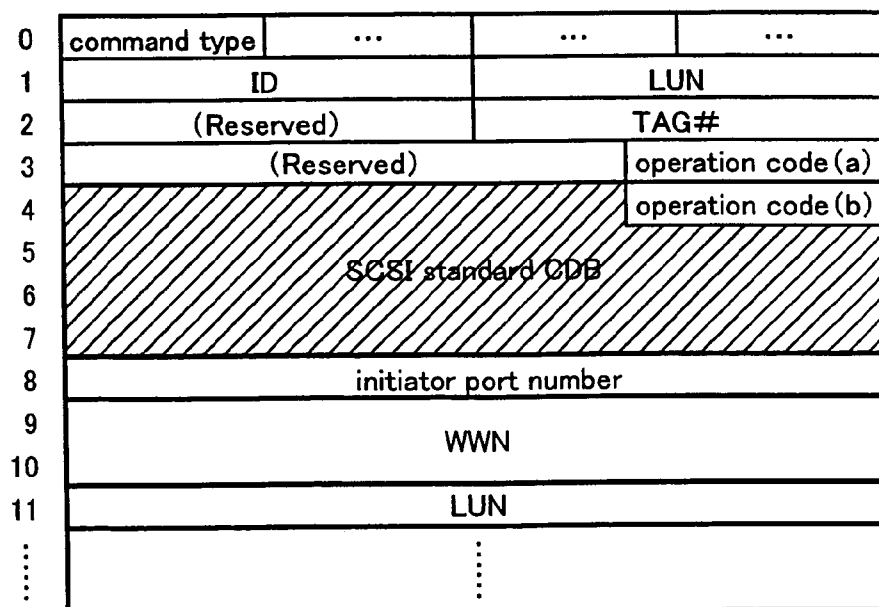 0 command type ... ... ...
1 ID LUN
2 (Reserved) TAG#
3 (Reserved) operation code(a)
4 operation code(b)
5 SCSI standard CDB
6
7
8 initiator port number
9 WWN
10
11 LUN